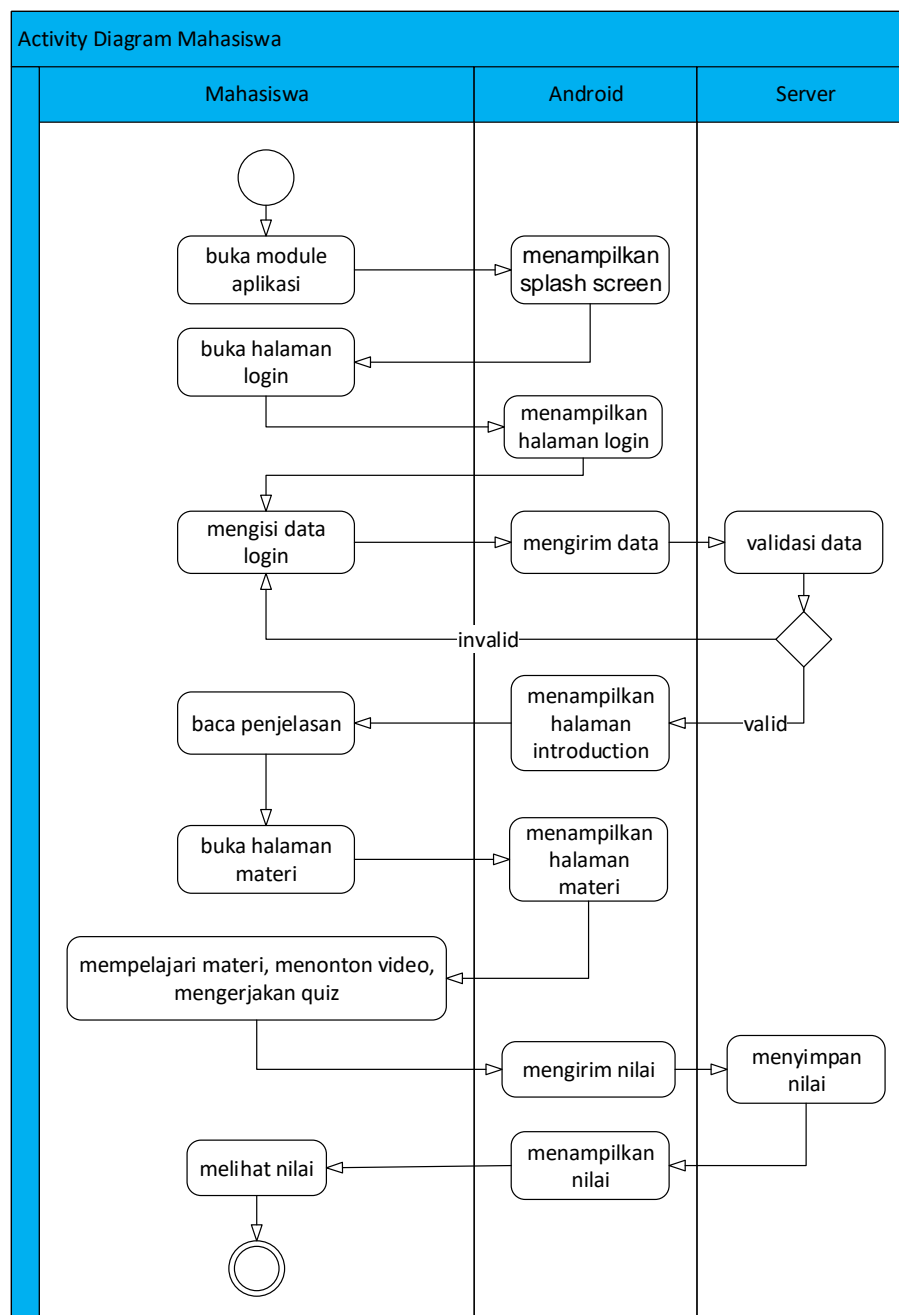 Activity Diagram Mahasiswa
Mahasiswa
Android
Server
buka module
aplikasi
menampilkan
splash screen
buka halaman
login
menampilkan
halaman login
mengisi data
login
mengirim data
validasi data
invalid
valid
menampilkan
halaman
introduction
baca penjelasan
buka halaman
materi
menampilkan
halaman
materi
mempelajari materi, menonton video,
mengerjakan quiz
mengirim nilai
menyimpan
nilai
menampilkan
nilai
melihat nilai